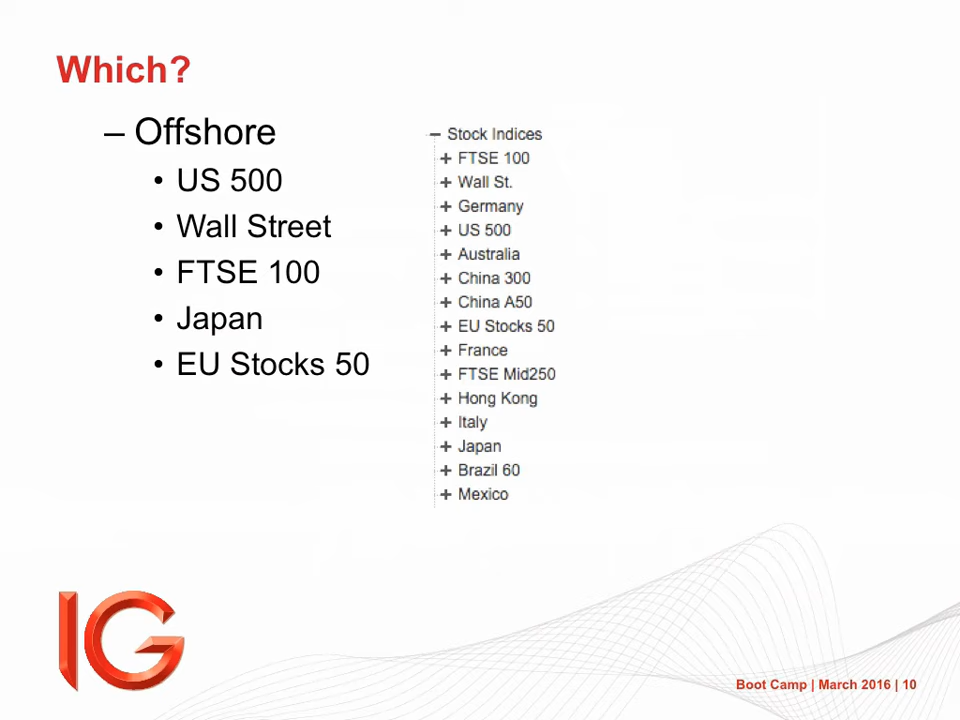 Which?
– Offshore
• US 500
• Wall Street
• FTSE 100
• Japan
• EU Stocks 50
Stock Indices
FTSE 100
Wall St.
Germany
US 500
Australia
China 300
China A50
EU Stocks 50
France
FTSE Mid250
Hong Kong
Italy
Japan
Brazil 60
Mexico
IG
Boot Camp | March 2016 | 10